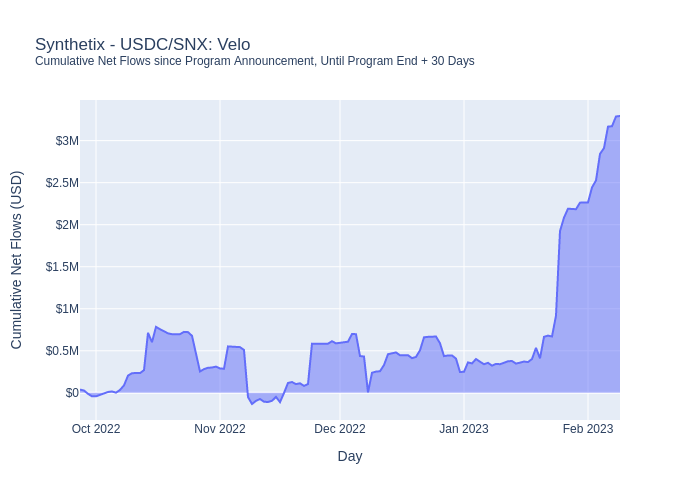 Synthetix - USDC/SNX: Velo
Cumulative Net Flows since Program Announcement, Until Program End + 30 Days
$3M
$2.5M
$2M
$1.5M
$1M
$0.5M
$0
Cumulative Net Flows (USD)
Oct 2022
Nov 2022
Dec 2022
Jan 2023
Feb 2023
Day